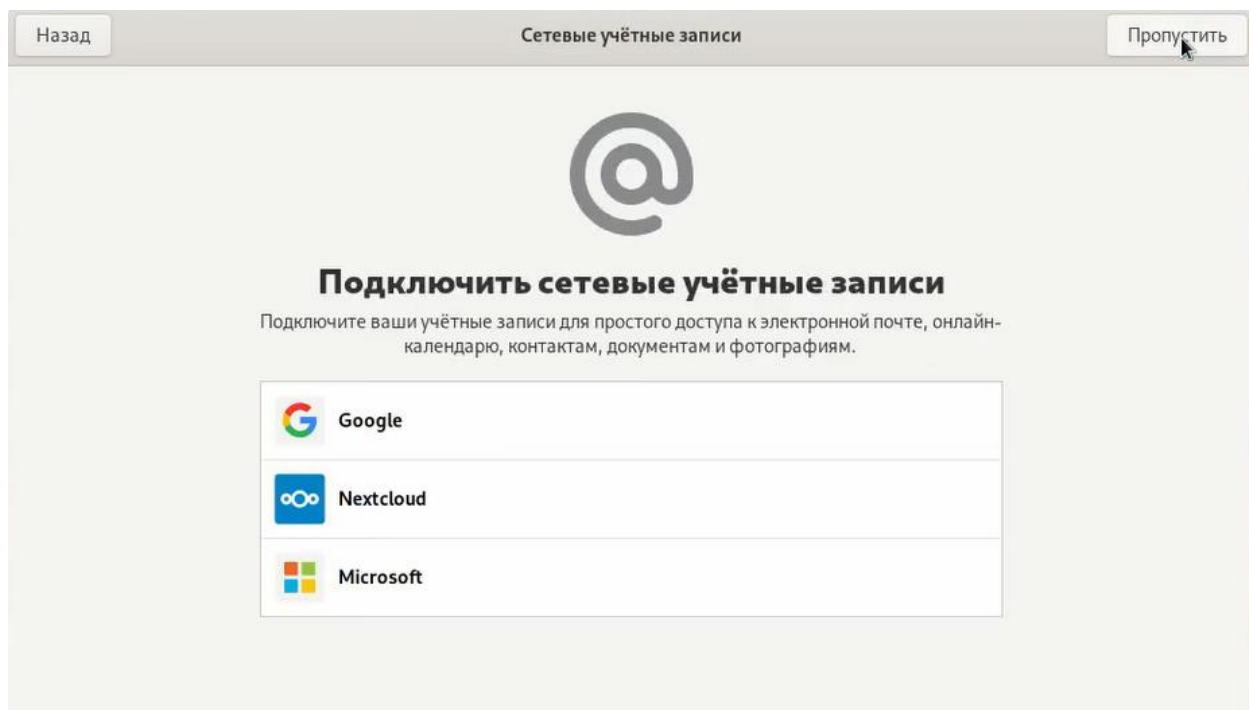 Назад
Сетевые учётные записи
Пропустить
Подключить сетевые учётные записи
Подключите ваши учётные записи для простого доступа к электронной почте, онлайн-
календарю, контактам, документам и фотографиям.
Google
Nextcloud
Microsoft